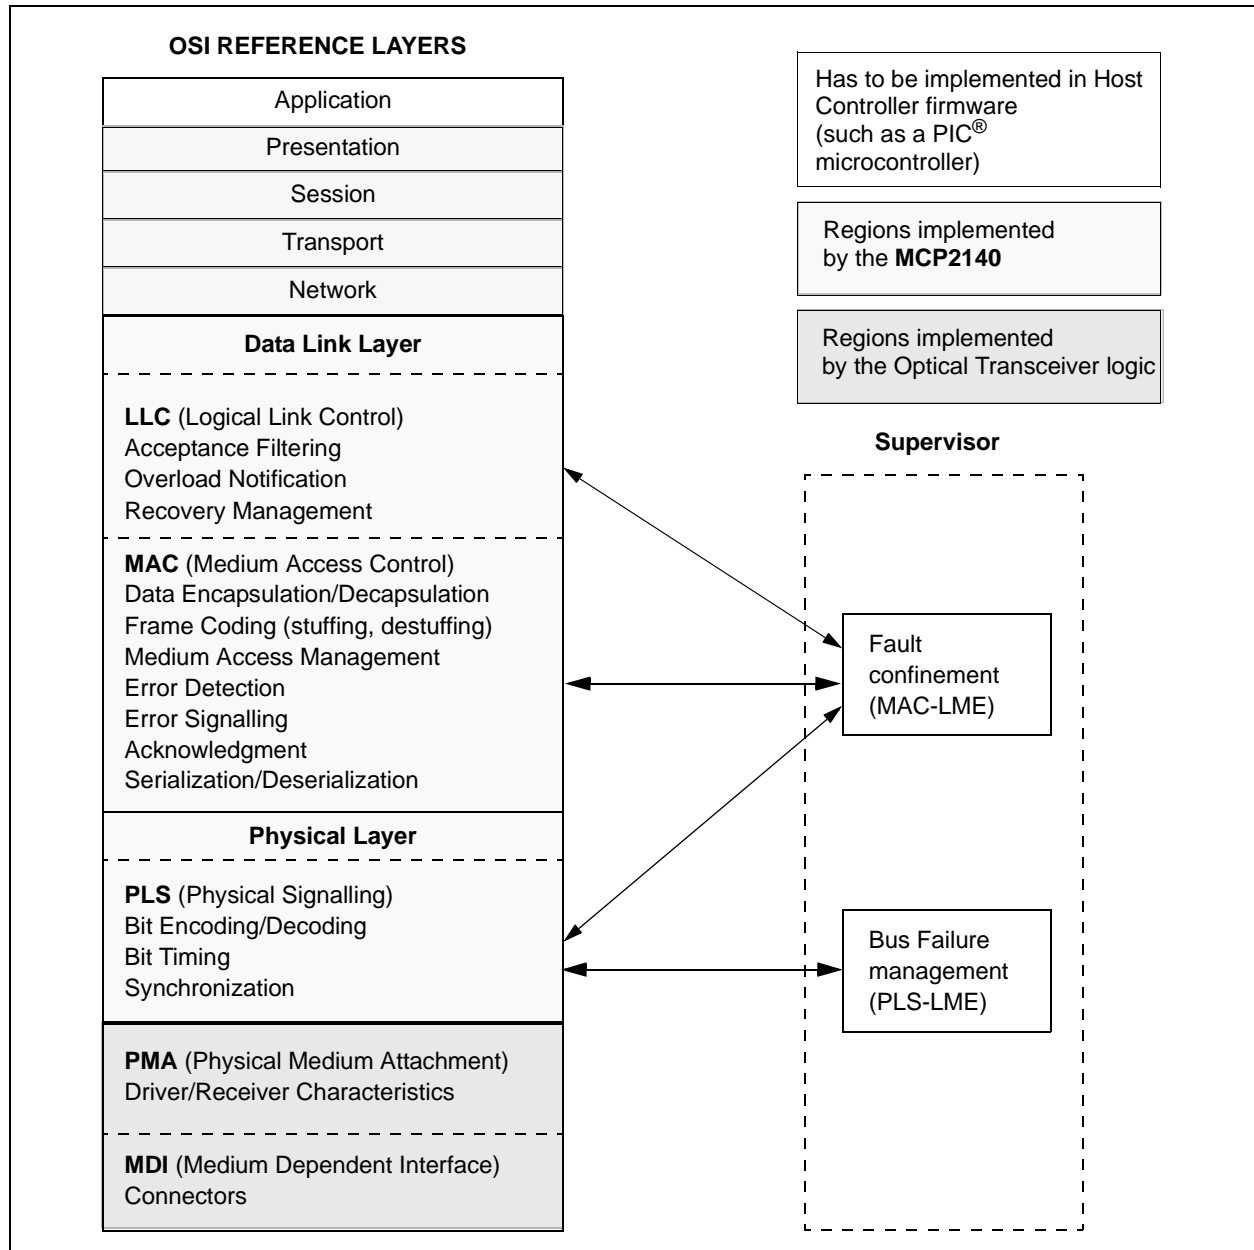 OSI REFERENCE LAYERS
Application
Presentation
Session
Transport
Network
Data Link Layer
LLC (Logical Link Control)
Acceptance Filtering
Overload Notification
Recovery Management
MAC (Medium Access Control)
Data Encapsulation/Decapsulation
Frame Coding (stuffing, destuffing)
Medium Access Management
Error Detection
Error Signalling
Acknowledgment
Serialization/Deserialization
Physical Layer
PLS (Physical Signalling)
Bit Encoding/Decoding
Bit Timing
Synchronization
PMA (Physical Medium Attachment)
Driver/Receiver Characteristics
MDI (Medium Dependent Interface)
Connectors
Has to be implemented in Host
Controller firmware
(such as a PIC®
microcontroller)
Regions implemented
by the MCP2140
Regions implemented
by the Optical Transceiver logic
Supervisor
Fault
confinement
(MAC-LME)
Bus Failure
management
(PLS-LME)